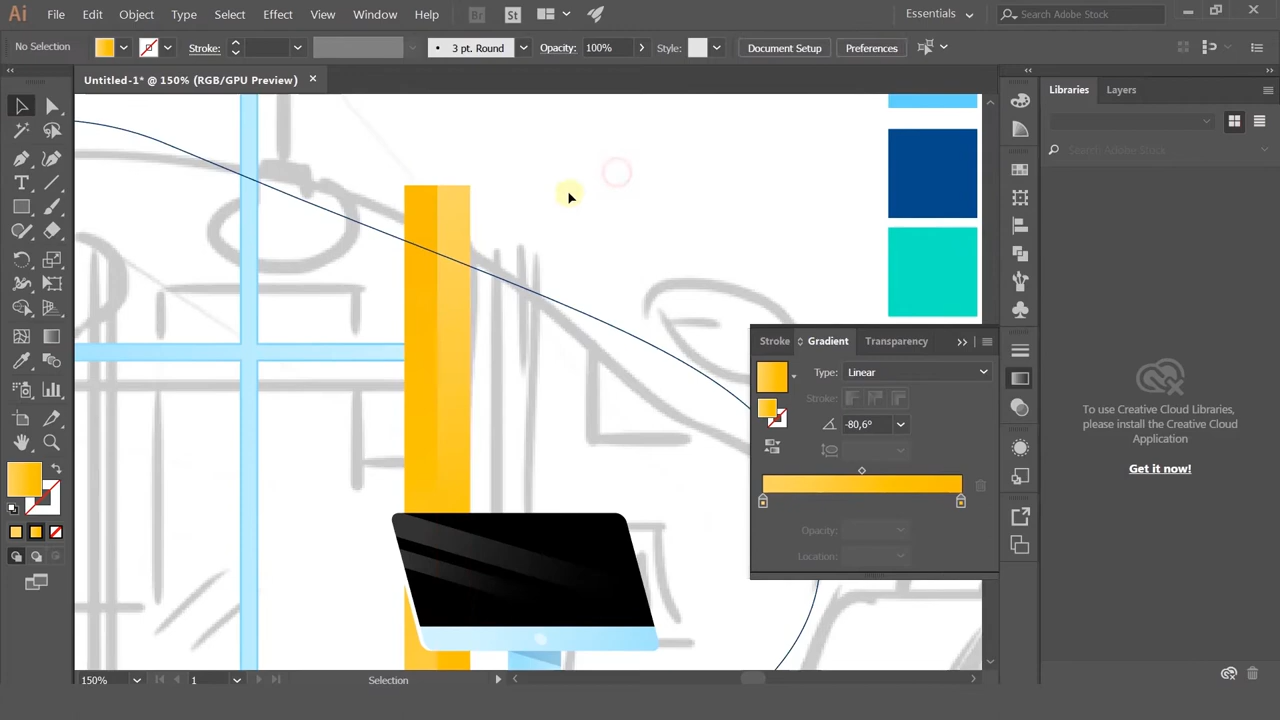 Ai File Edit Object Type Select Effect View Window Help Br St Essentials Search Adobe Stock
No Selection Stroke: 3 pt. Round Opacity: 100% Style: Document Setup Preferences
Untitled-1* @ 150% (RGB/GPU Preview)
Libraries Layers
Search Adobe Stock
Stroke Gradient Transparency
Type: Linear
Stroke:
-80,6°
Opacity:
Location:
To use Creative Cloud Libraries,
please install the Creative Cloud
Application
Get it now!
150% 1 Selection